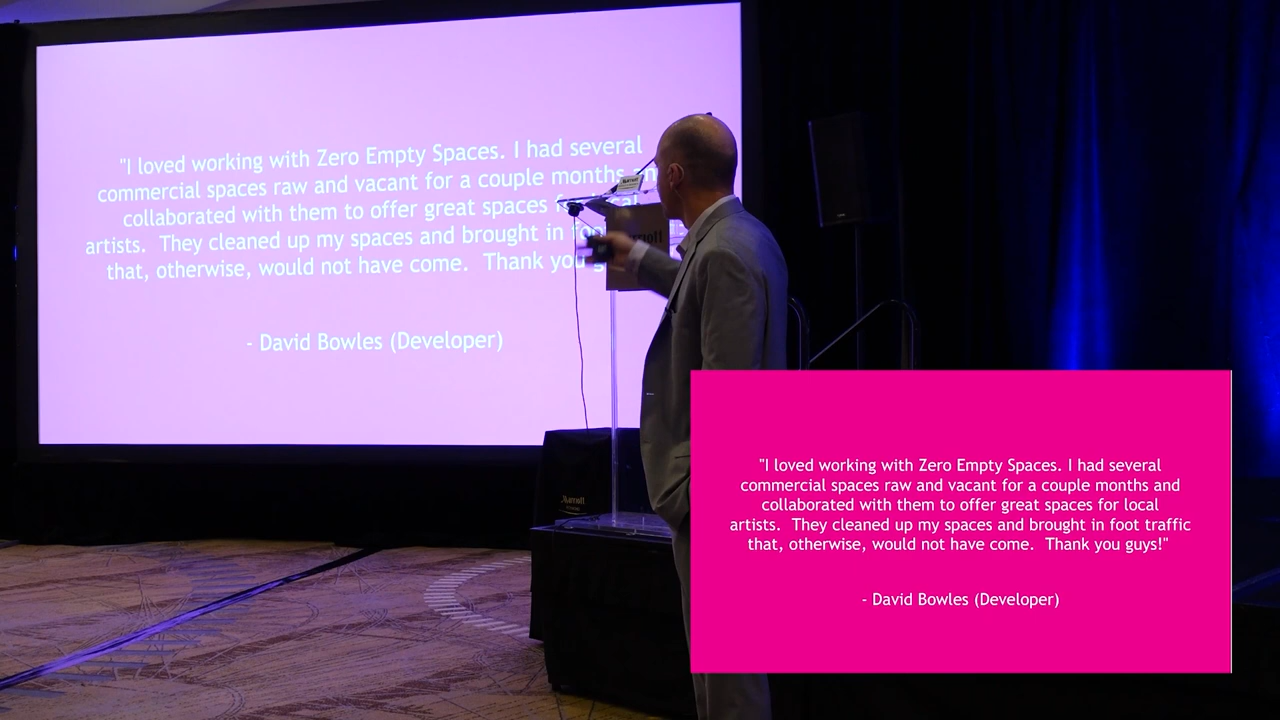 "I loved working with Zero Empty Spaces. I had several
commercial spaces raw and vacant for a couple months
collaborated with them to offer great spaces
artists.  They cleaned up my spaces and brought in
that, otherwise, would not have come.  Thank you
- David Bowles (Developer)
Marriott
"I loved working with Zero Empty Spaces. I had several
commercial spaces raw and vacant for a couple months and
collaborated with them to offer great spaces for local
artists.  They cleaned up my spaces and brought in foot traffic
that, otherwise, would not have come.  Thank you guys!"
- David Bowles (Developer)